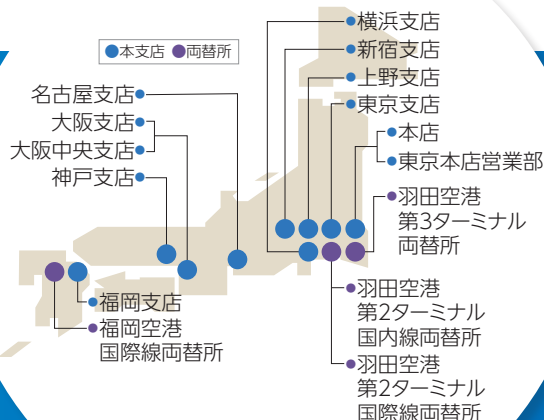 本支店 両替所
横浜支店
新宿支店
上野支店
東京支店
本店
東京本店営業部
羽田空港
第3ターミナル
両替所
名古屋支店
大阪支店
大阪中央支店
神戸支店
福岡支店
福岡空港
国際線両替所
羽田空港
第2ターミナル
国内線両替所
羽田空港
第2ターミナル
国際線両替所